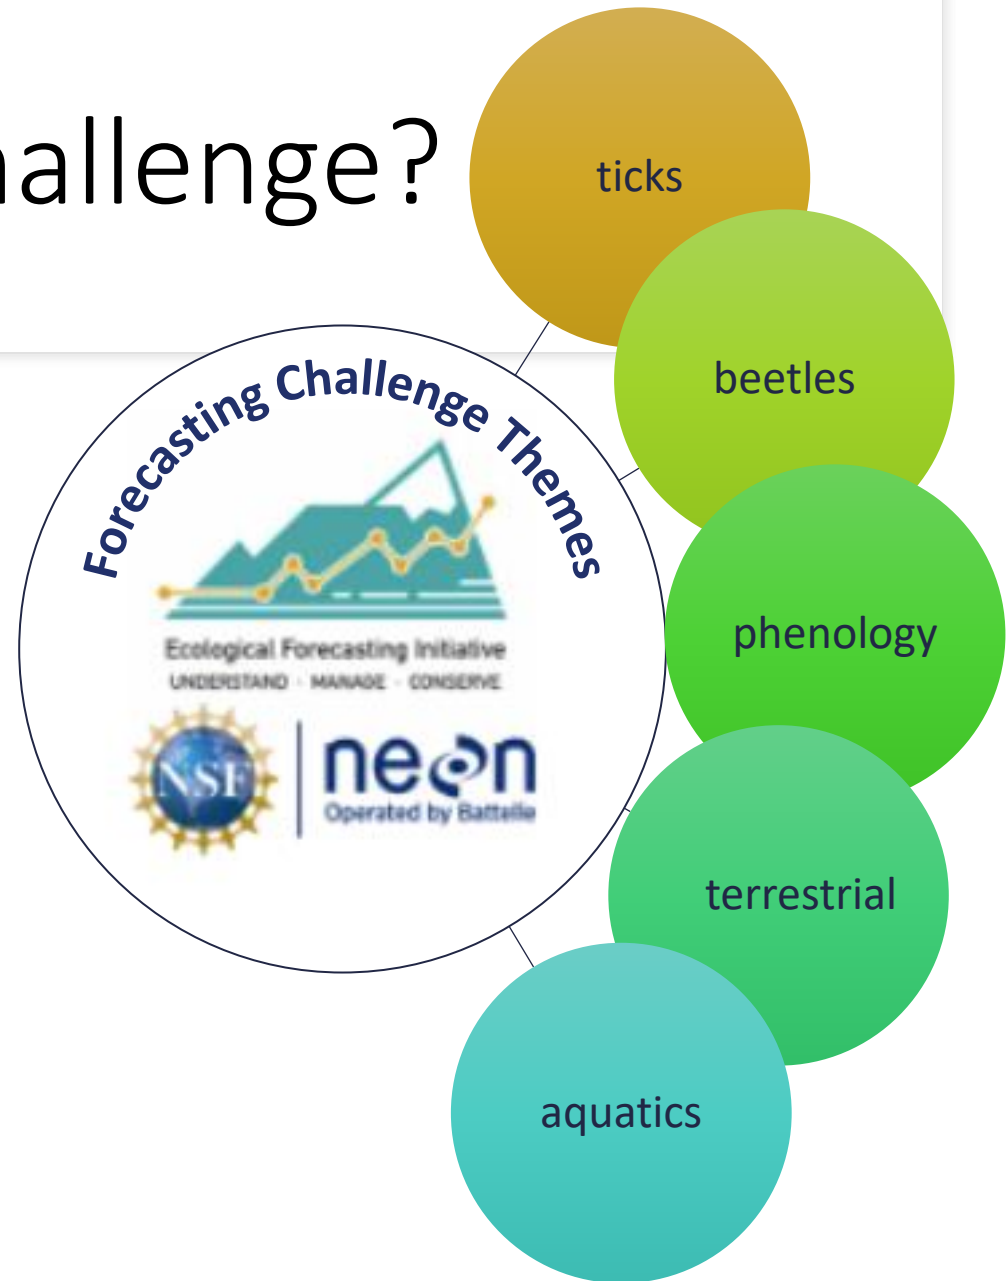 allenge?
ticks
beetles
phenology
terrestrial
aquatics
Forecasting Challenge Themes
Ecological Forecasting Initiative
UNDERSTAND · MANAGE · CONSERVE
NSF
neon
Operated by Battelle